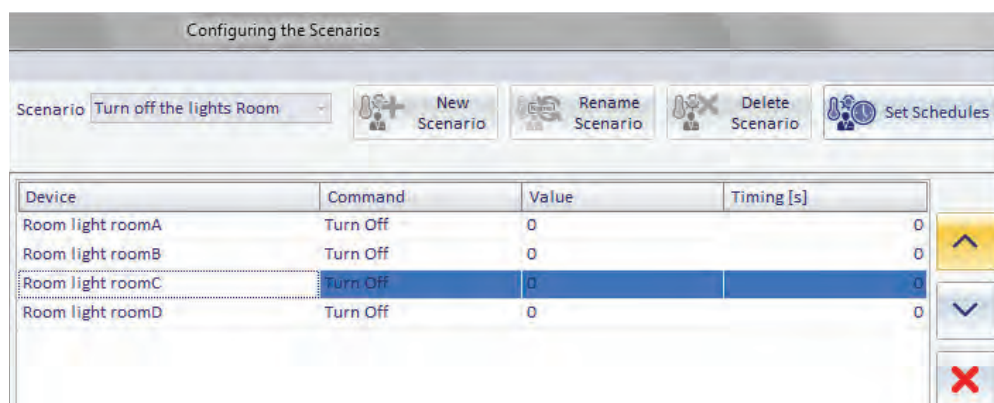 Configuring the Scenarios
Scenario Turn off the lights Room New Scenario Rename Scenario Delete Scenario Set Schedules
Device Command Value Timing [s]
Room light roomA Turn Off 0 0
Room light roomB Turn Off 0 0
Room light roomC Turn Off 0 0
Room light roomD Turn Off 0 0